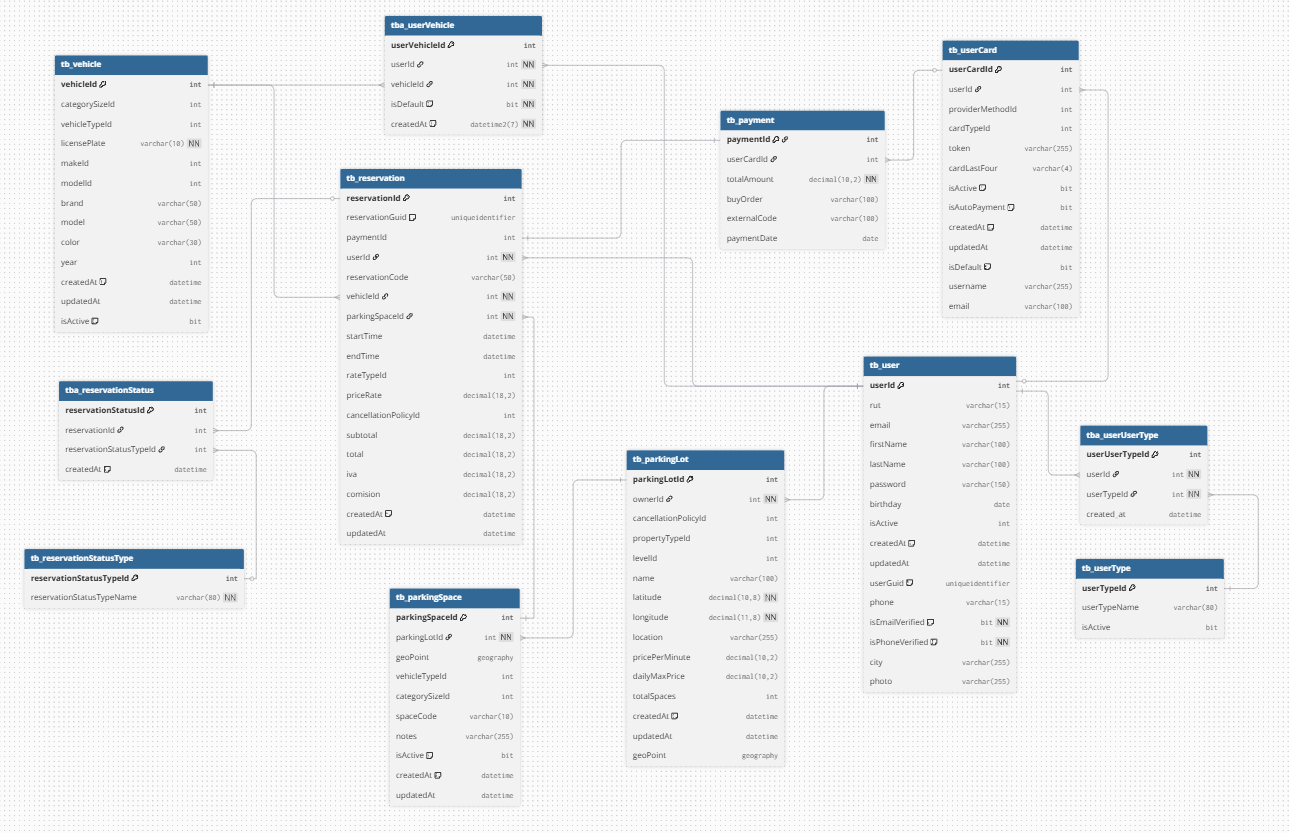 tba_userVehicle
userVehicleId int
userId int NN
vehicleId int NN
isDefault bit NN
createdAt datetime2(7) NN
tb_vehicle
vehicleId int
categorySizeId int
vehicleTypeId int
licensePlate varchar(10) NN
makeId int
modelId int
brand varchar(50)
model varchar(50)
color varchar(30)
year int
createdAt datetime
updatedAt datetime
isActive bit
tb_userCard
userCardId int
userId int
providerMethodId int
cardTypeId int
token varchar(255)
cardLastFour varchar(4)
isActive bit
isAutoPayment bit
createdAt datetime
updatedAt datetime
isDefault bit
username varchar(255)
email varchar(100)
tb_payment
paymentId int
userCardId int
totalAmount decimal(10,2) NN
buyOrder varchar(100)
externalCode varchar(100)
paymentDate date
tb_reservation
reservationId int
reservationGuid uniqueidentifier
paymentId int
userId int NN
reservationCode varchar(50)
vehicleId int NN
parkingSpaceId int NN
startTime datetime
endTime datetime
rateTypeId int
priceRate decimal(18,2)
cancellationPolicyId int
subtotal decimal(18,2)
total decimal(18,2)
iva decimal(18,2)
comision decimal(18,2)
createdAt datetime
updatedAt datetime
tba_reservationStatus
reservationStatusId int
reservationId int
reservationStatusTypeId int
createdAt datetime
tb_user
userId int
rut varchar(15)
email varchar(255)
firstName varchar(100)
lastName varchar(100)
password varchar(150)
birthday date
isActive int
createdAt datetime
updatedAt datetime
userGuid uniqueidentifier
phone varchar(15)
isEmailVerified bit NN
isPhoneVerified bit NN
city varchar(255)
photo varchar(255)
tba_userUserType
userUserTypeId int
userId int NN
userTypeId int NN
created_at datetime
tb_parkingLot
parkingLotId int
ownerId int NN
cancellationPolicyId int
propertyTypeId int
levelId int
name varchar(100)
latitude decimal(10,8) NN
longitude decimal(11,8) NN
location varchar(255)
pricePerMinute decimal(10,2)
dailyMaxPrice decimal(10,2)
totalSpaces int
createdAt datetime
updatedAt datetime
geoPoint geography
tb_reservationStatusType
reservationStatusTypeId int
reservationStatusTypeName varchar(80) NN
tb_userType
userTypeId int
userTypeName varchar(80)
isActive bit
tb_parkingSpace
parkingSpaceId int
parkingLotId int NN
geoPoint geography
vehicleTypeId int
categorySizeId int
spaceCode varchar(10)
notes varchar(255)
isActive bit
createdAt datetime
updatedAt datetime